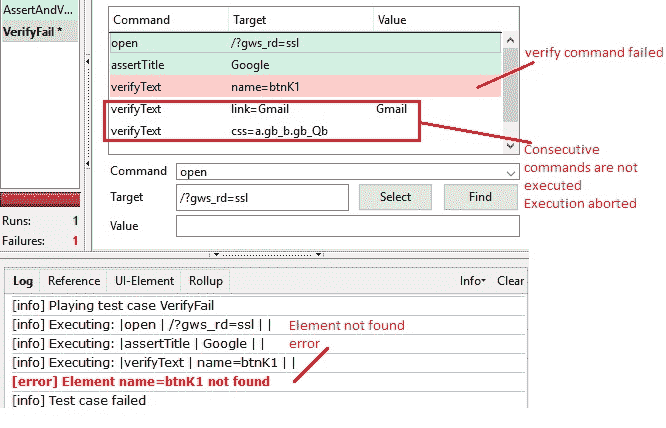 AssertAndV...
VerifyFail *
Command Target Value
open /?gws_rd=ssl
assertTitle Google
verifyText name=btnK1
verifyText link=Gmail Gmail
verifyText css=a.gb_b.gb_Qb
verify command failed
Consecutive
commands are not
executed
Execution aborted
Command open
Target /?gws_rd=ssl Select Find
Value
Runs: 1
Failures: 1
Log Reference UI-Element Rollup Info Clear
[info] Playing test case VerifyFail
[info] Executing: |open | /?gws_rd=ssl | |
[info] Executing: |assertTitle | Google | |
[info] Executing: |verifyText | name=btnK1 | |
[error] Element name=btnK1 not found
[info] Test case failed
Element not found
error